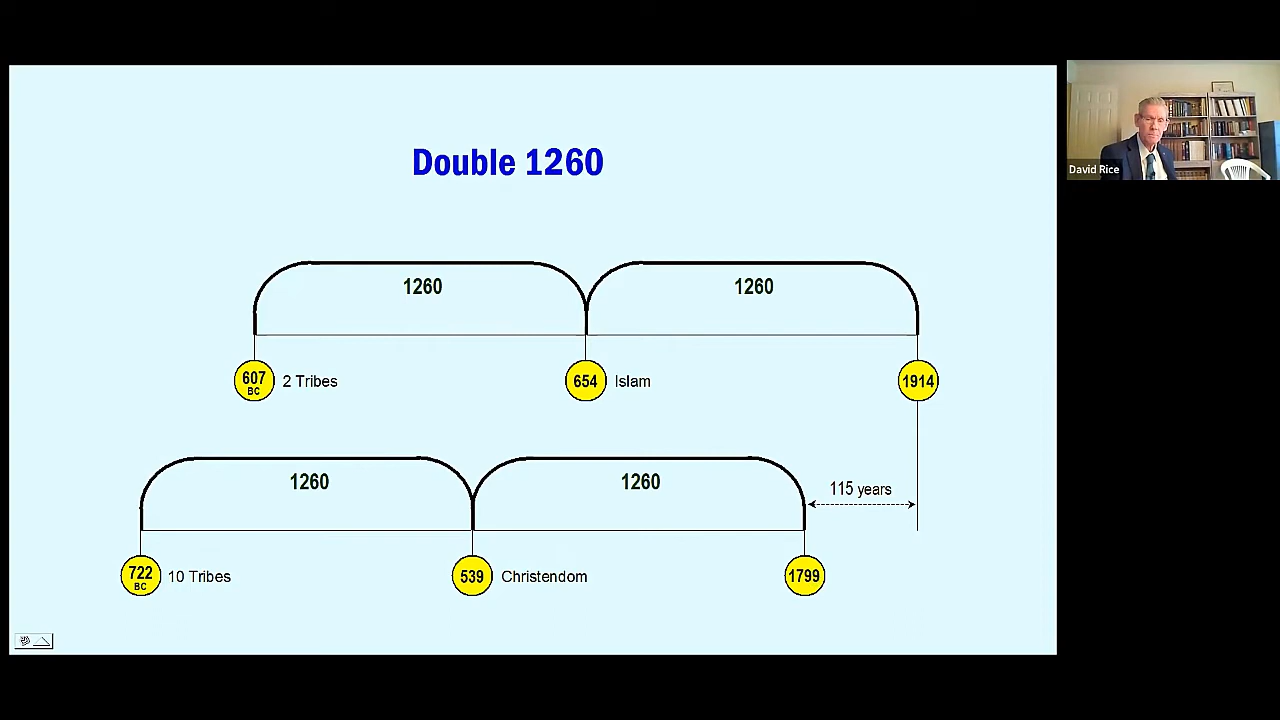 Double 1260
David Rice
1260 1260
607 BC 2 Tribes 654 Islam 1914
1260 1260 115 years
722 BC 10 Tribes 539 Christendom 1799